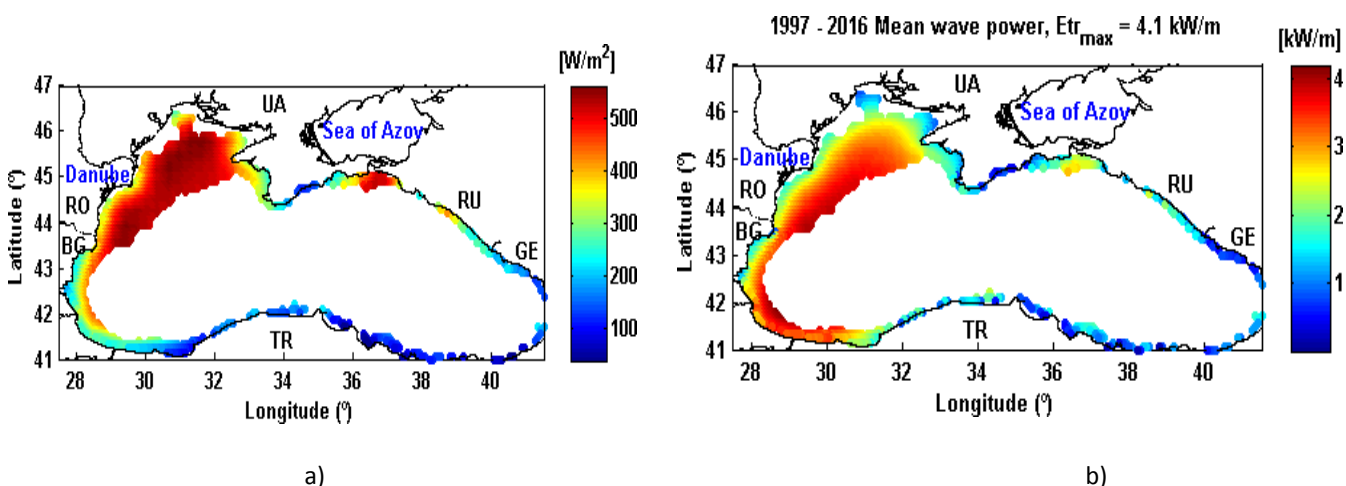 [W/m²]
47
46
45
44
43
42
41
Latitude (º)
500
400
300
200
100
UA
Sea of Azov
Danube
RO
BG
RU
GE
TR
28 30 32 34 36 38 40
Longitude (º)
a)
1997 - 2016 Mean wave power, Etr_max = 4.1 kW/m
[kW/m]
47
46
45
44
43
42
41
Latitude (º)
4
3
2
1
UA
Sea of Azov
Danube
RO
BG
RU
GE
TR
28 30 32 34 36 38 40
Longitude (º)
b)